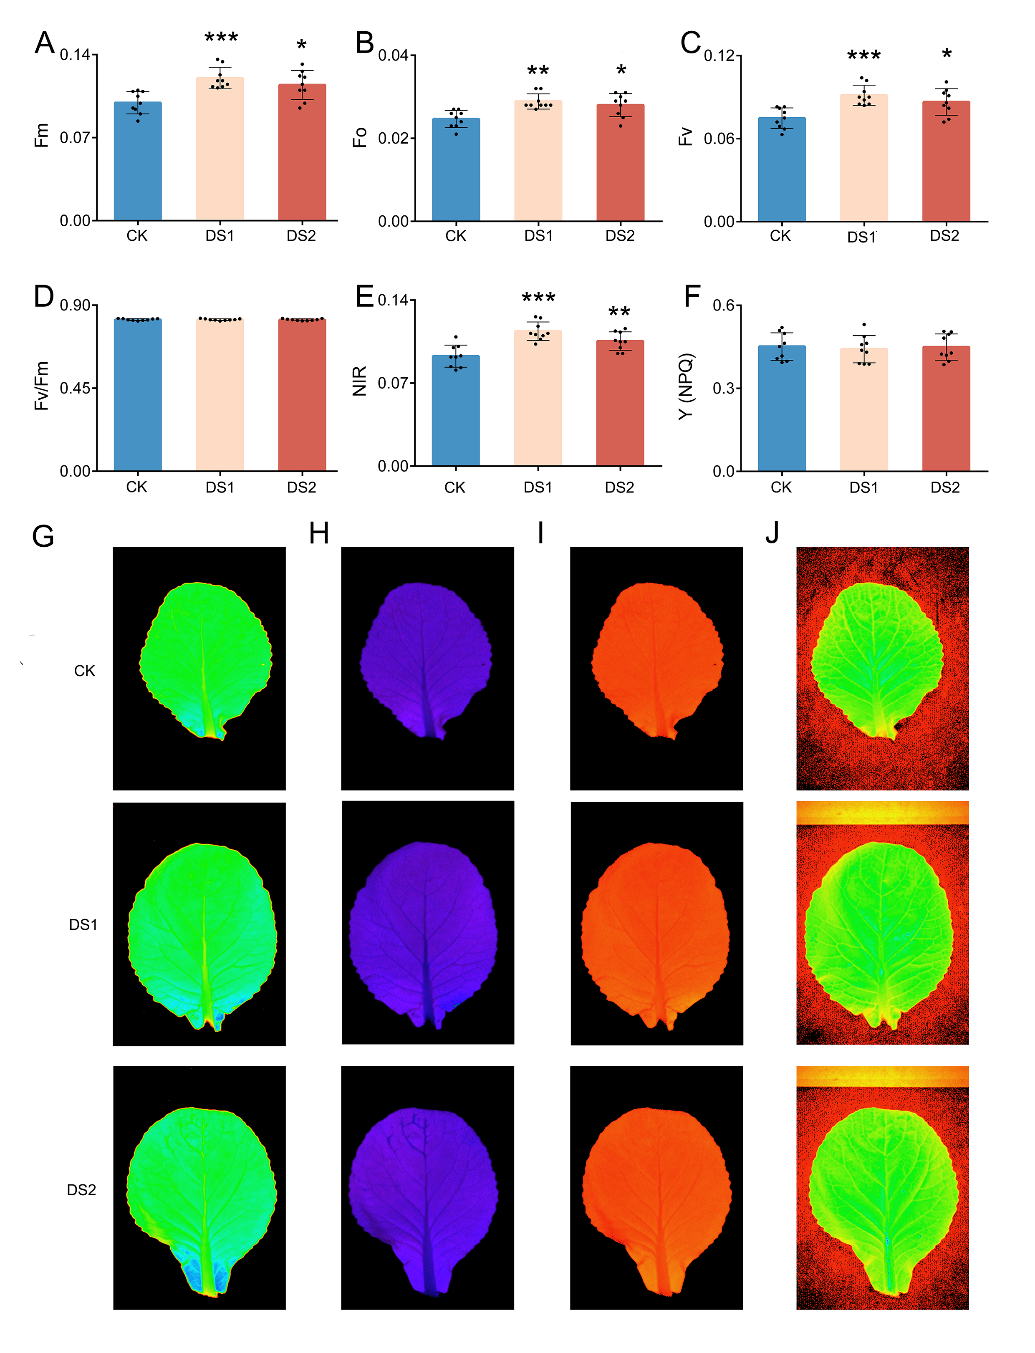 A
B
C
Fm
0.14
0.07
0.00
***
*
CK
DS1
DS2
Fo
0.04
0.02
0.00
**
*
CK
DS1
DS2
Fv
0.12
0.06
0.00
***
*
CK
DS1
DS2
D
E
F
Fv/Fm
0.90
0.45
0.00
CK
DS1
DS2
NIR
0.14
0.07
0.00
***
**
CK
DS1
DS2
Y (NPQ)
0.6
0.3
0.0
CK
DS1
DS2
G
H
I
J
CK
DS1
DS2